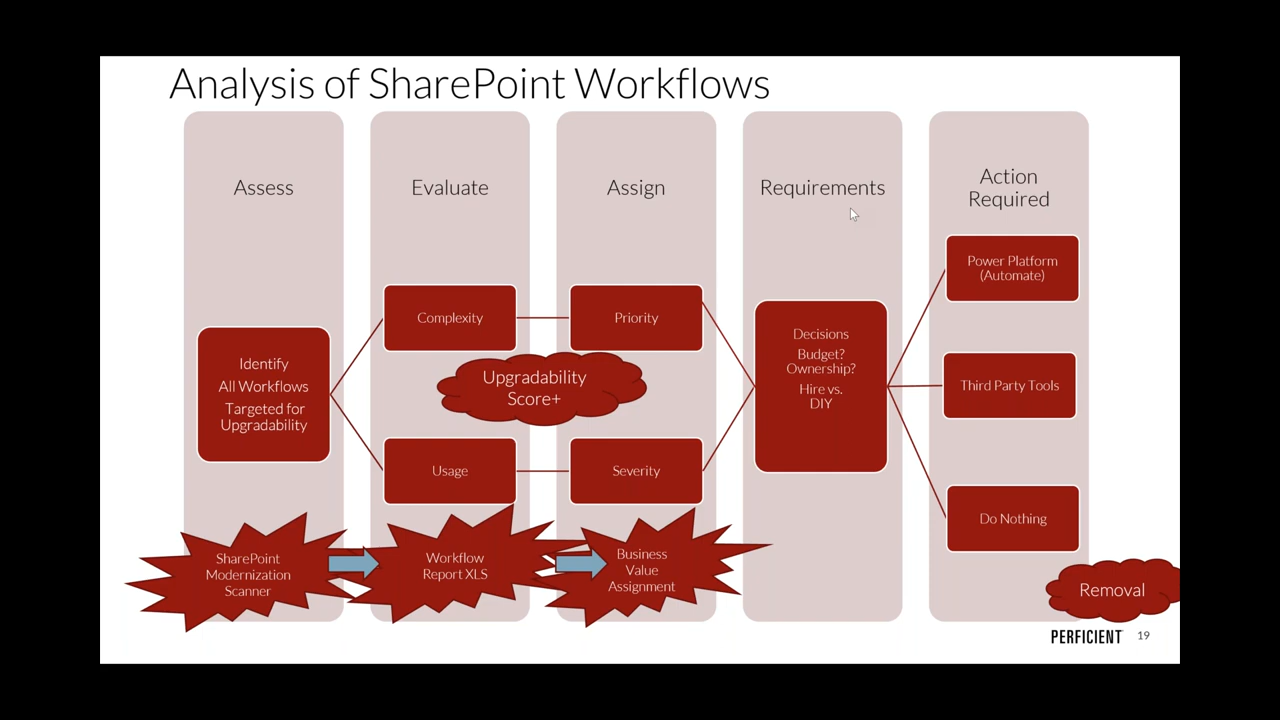 Analysis of SharePoint Workflows
Assess
Evaluate
Assign
Requirements
Action
Required
Identify
All Workflows
Targeted for
Upgradability
Complexity
Usage
Upgradability
Score+
Priority
Severity
Decisions
Budget?
Ownership?
Hire vs.
DIY
Power Platform
(Automate)
Third Party Tools
Do Nothing
SharePoint
Modernization
Scanner
Workflow
Report XLS
Business
Value
Assignment
Removal
PERFICIENT
19